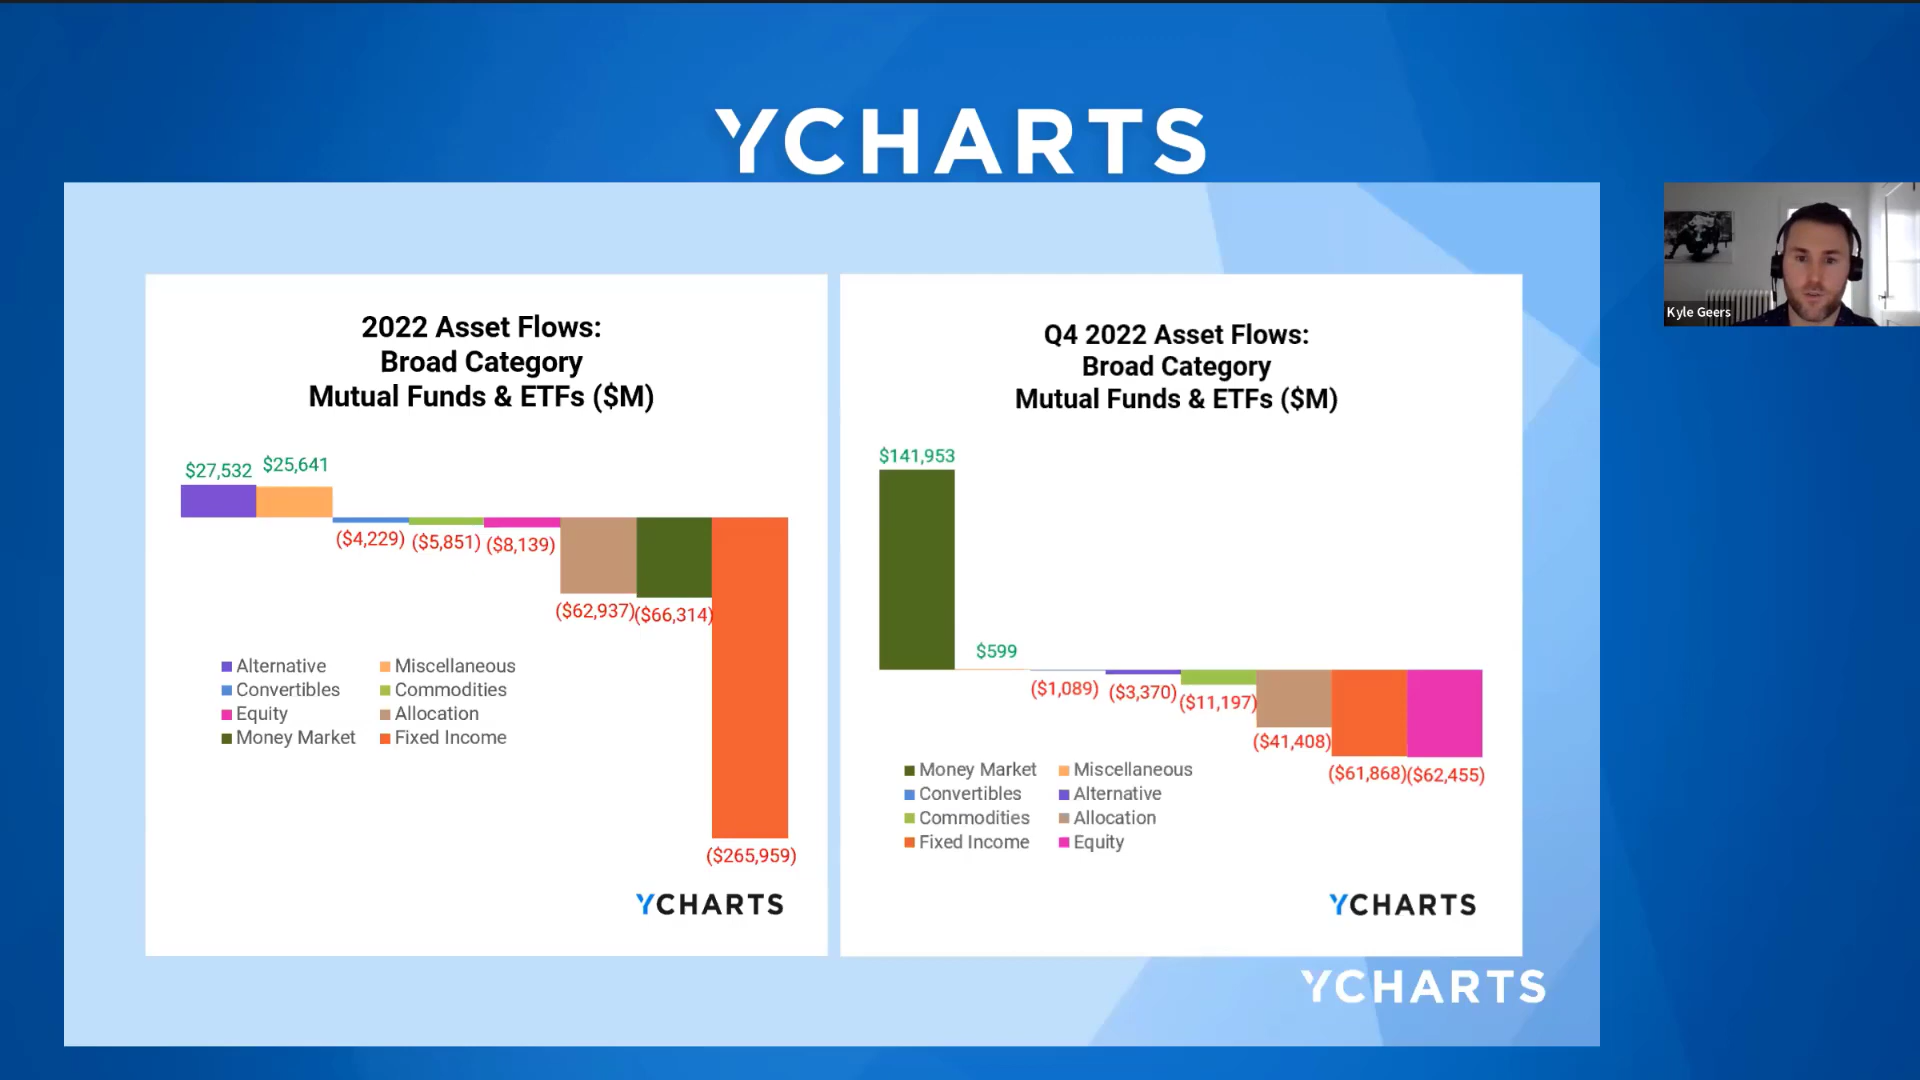 YCHARTS
2022 Asset Flows:
Broad Category
Mutual Funds & ETFs ($M)
$27,532
$25,641
($4,229)
($5,851)
($8,139)
($62,937)
($66,314)
($265,959)
Alternative
Miscellaneous
Convertibles
Commodities
Equity
Allocation
Money Market
Fixed Income
YCHARTS
Q4 2022 Asset Flows:
Broad Category
Mutual Funds & ETFs ($M)
$141,953
$599
($1,089)
($3,370)
($11,197)
($41,408)
($61,868)
($62,455)
Money Market
Miscellaneous
Convertibles
Alternative
Commodities
Allocation
Fixed Income
Equity
YCHARTS
YCHARTS
Kyle Geers